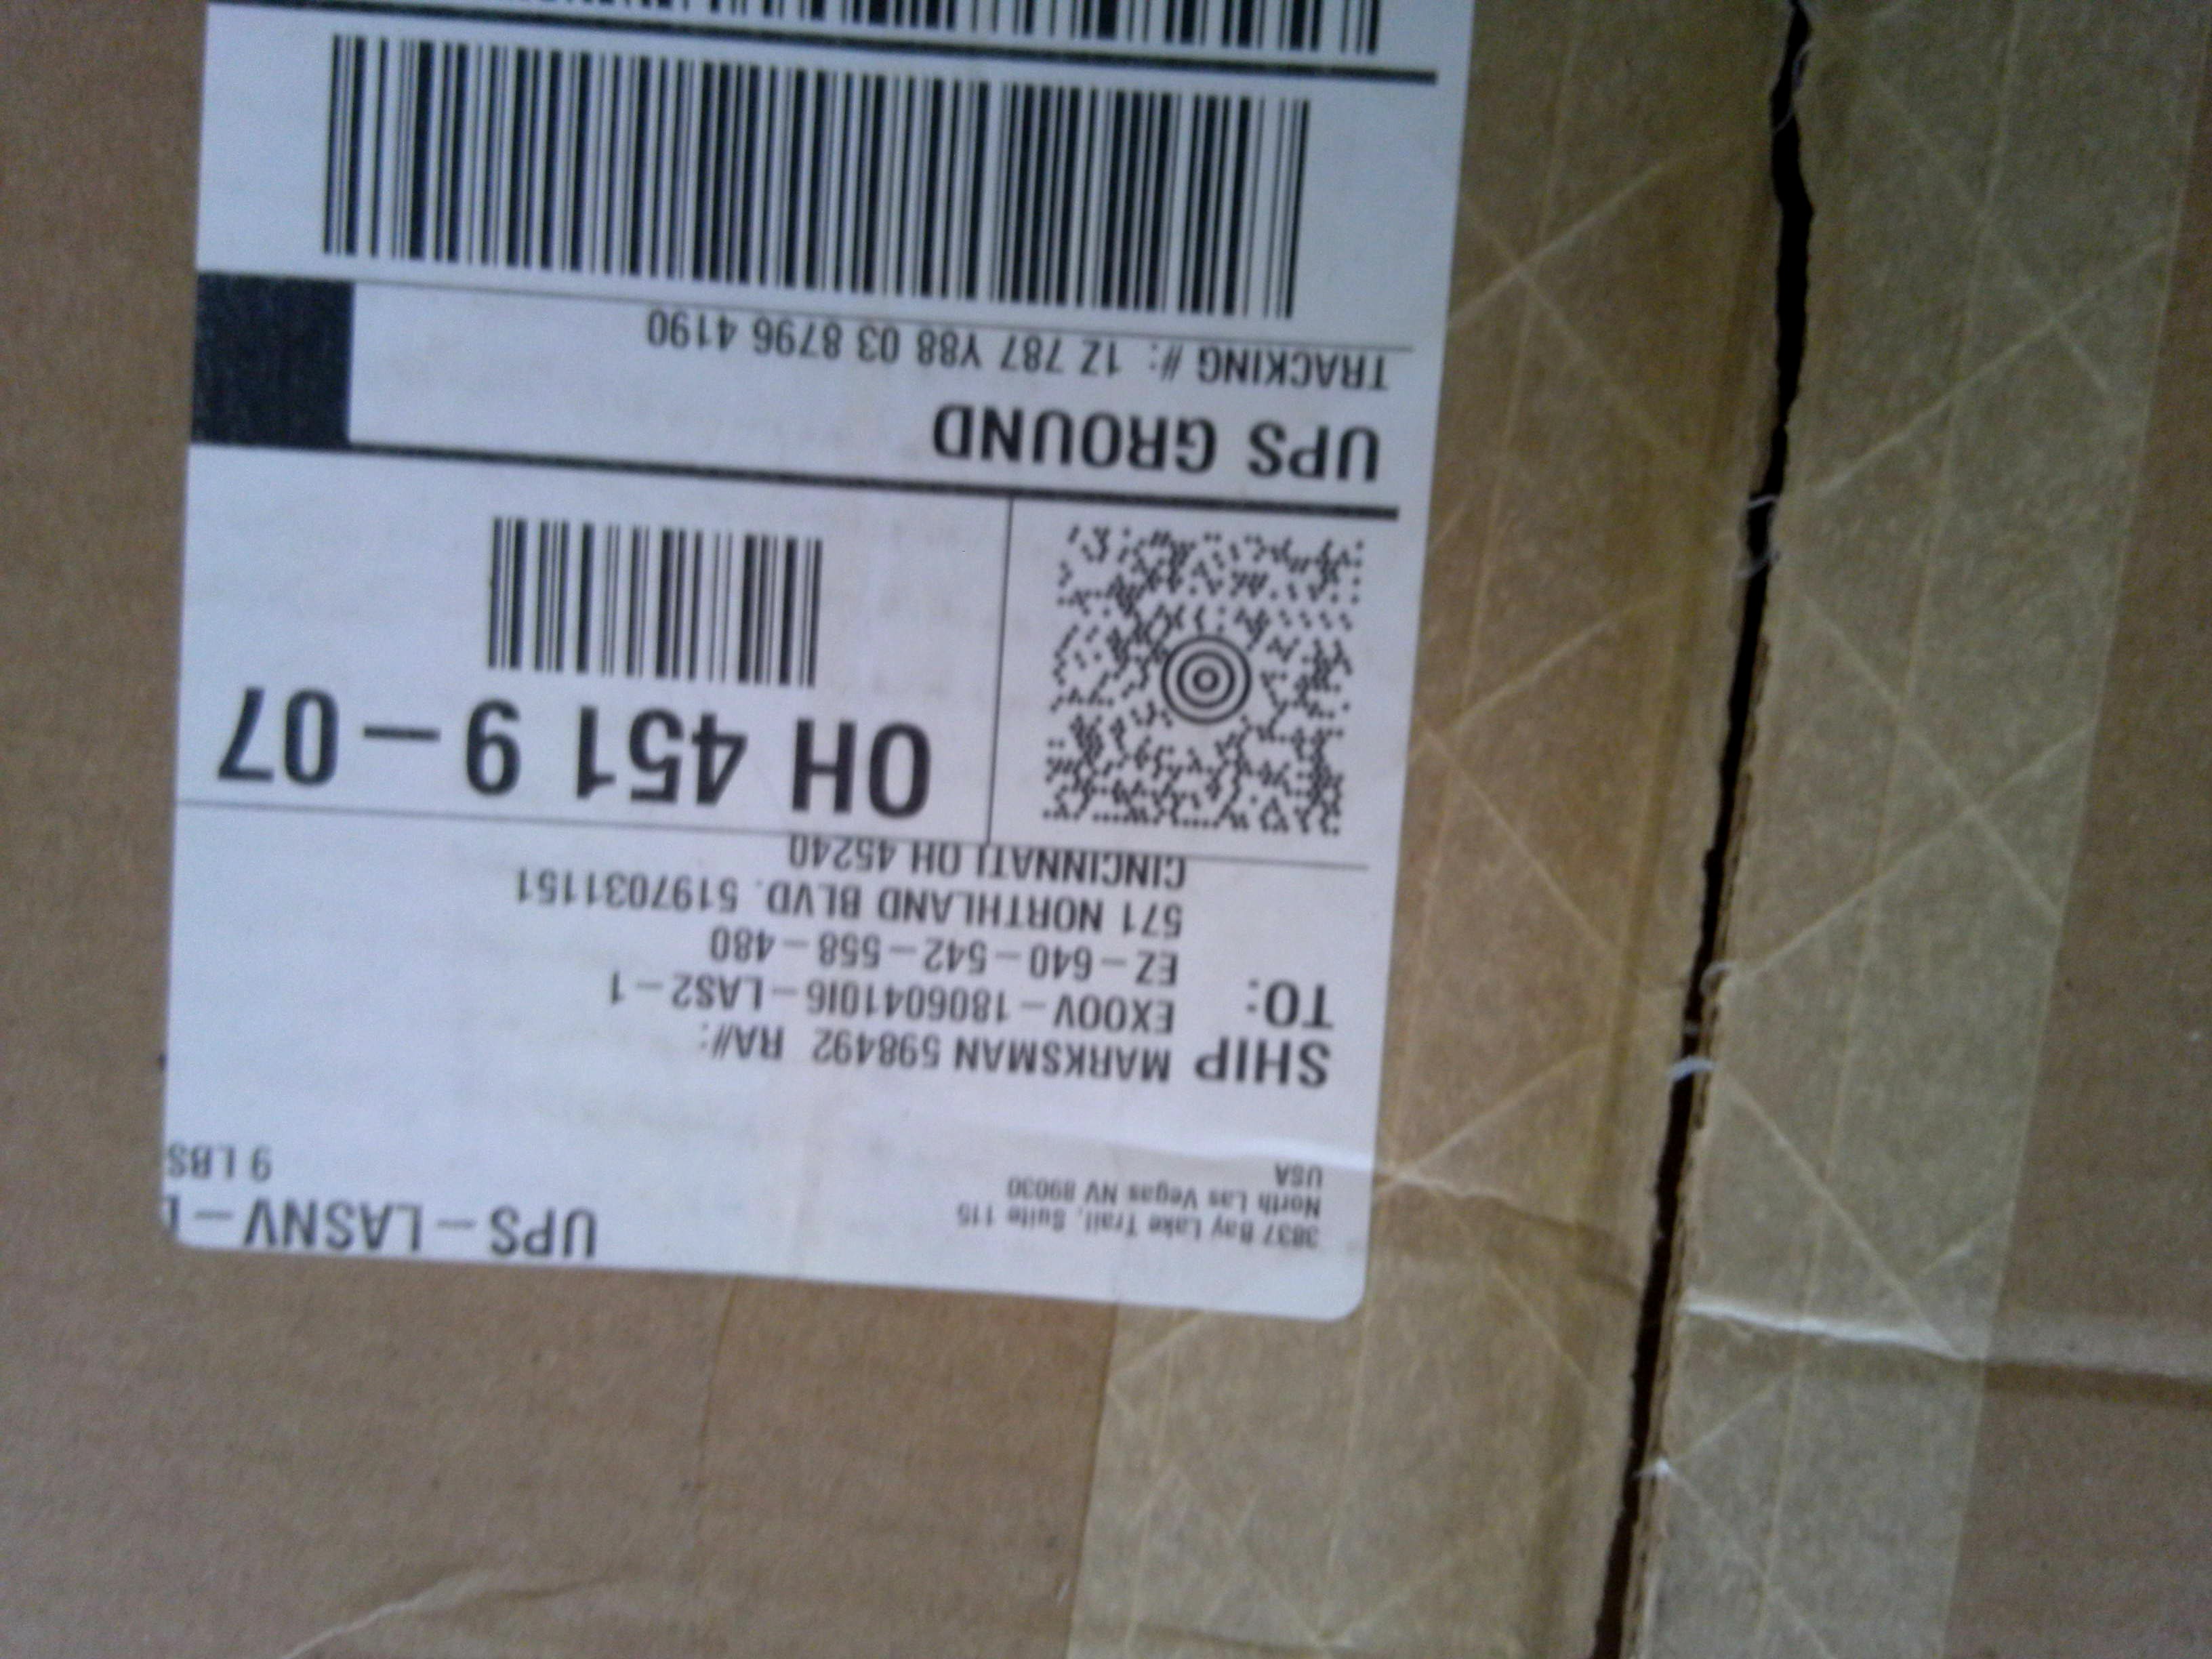 3837 Bay Lake Trail, Suite 115
North Las Vegas NV 89030
USA
UPS-LASNV-L
9 LBS
SHIP TO:
MARKSMAN 598492 RA#:
EX00V-1806041016-LAS2-1
EZ-640-542-558-480
571 NORTHLAND BLVD. 5197031151
CINCINNATI OH 45240
OH 451 9-07
UPS GROUND
TRACKING #: 1Z 787 Y88 03 8796 4190